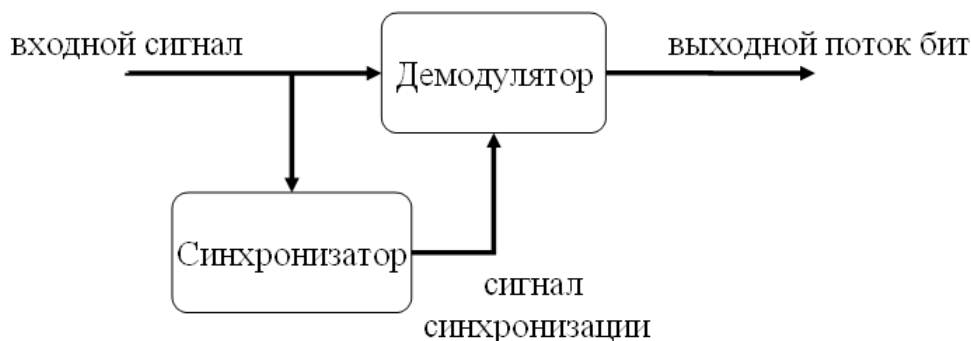 входной сигнал
Демодулятор
выходной поток бит
Синхронизатор
сигнал
синхронизации